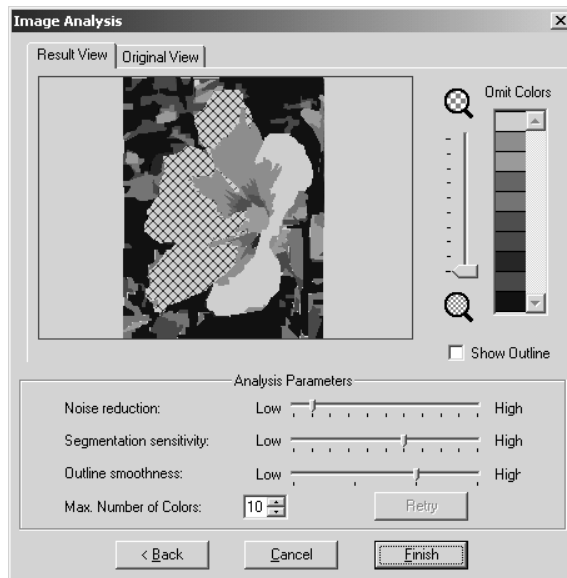 Image Analysis
Result View Original View
Omit Colors
Show Outline
Analysis Parameters
Noise reduction: Low High
Segmentation sensitivity: Low High
Outline smoothness: Low High
Max. Number of Colors: 10 Retry
< Back Cancel Finish